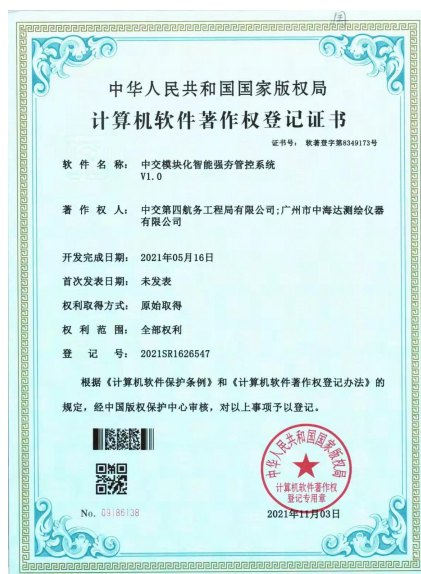 中华人民共和国国家版权局
计算机软件著作权登记证书
证书号： 软著登字第8349173号
软件名称： 中交模块化智能强夯管控系统
V1.0
著作权人： 中交第四航务工程局有限公司;广州市中海达测绘仪器
有限公司
开发完成日期： 2021年05月16日
首次发表日期： 未发表
权利取得方式： 原始取得
权利范围： 全部权利
登记号： 2021SR1626547
根据《计算机软件保护条例》和《计算机软件著作权登记办法》的
规定，经中国版权保护中心审核，对以上事项予以登记。
中华人民共和国国家版权局
计算机软件著作权
登记专用章
No. 09186138
2021年11月03日